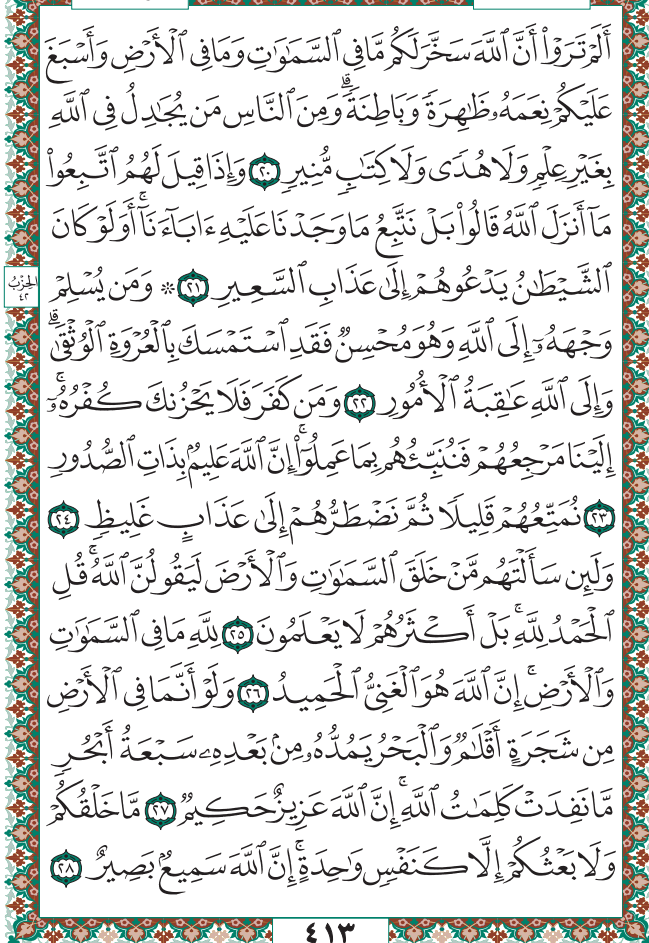 أَلَمْ تَرَوْا۟ أَنَّ ٱللَّهَ سَخَّرَ لَكُم مَّا فِى ٱلسَّمَـٰوَٰتِ وَمَا فِى ٱلْأَرْضِ وَأَسْبَغَ
عَلَيْكُمْ نِعَمَهُۥ ظَـٰهِرَةً وَبَاطِنَةً ۗ وَمِنَ ٱلنَّاسِ مَن يُجَـٰدِلُ فِى ٱللَّهِ
بِغَيْرِ عِلْمٍ وَلَا هُدًى وَلَا كِتَـٰبٍ مُّنِيرٍ ٢٠ وَإِذَا قِيلَ لَهُمُ ٱتَّبِعُوا۟
مَآ أَنزَلَ ٱللَّهُ قَالُوا۟ بَلْ نَتَّبِعُ مَا وَجَدْنَا عَلَيْهِ ءَابَآءَنَآ ۚ أَوَلَوْ كَانَ
ٱلشَّيْطَـٰنُ يَدْعُوهُمْ إِلَىٰ عَذَابِ ٱلسَّعِيرِ ٢١ ۞ وَمَن يُسْلِمْ
الحِزْبُ
٤٢
وَجْهَهُۥٓ إِلَى ٱللَّهِ وَهُوَ مُحْسِنٌ فَقَدِ ٱسْتَمْسَكَ بِٱلْعُرْوَةِ ٱلْوُثْقَىٰ ۗ
وَإِلَى ٱللَّهِ عَـٰقِبَةُ ٱلْأُمُورِ ٢٢ وَمَن كَفَرَ فَلَا يَحْزُنكَ كُفْرُهُۥٓ ۚ
إِلَيْنَا مَرْجِعُهُمْ فَنُنَبِّئُهُم بِمَا عَمِلُوٓا۟ ۚ إِنَّ ٱللَّهَ عَلِيمٌۢ بِذَاتِ ٱلصُّدُورِ
٢٣ نُمَتِّعُهُمْ قَلِيلًا ثُمَّ نَضْطَرُّهُمْ إِلَىٰ عَذَابٍ غَلِيظٍ ٢٤
وَلَئِن سَأَلْتَهُم مَّنْ خَلَقَ ٱلسَّمَـٰوَٰتِ وَٱلْأَرْضَ لَيَقُولُنَّ ٱللَّهُ ۚ قُلِ
ٱلْحَمْدُ لِلَّهِ ۚ بَلْ أَكْثَرُهُمْ لَا يَعْلَمُونَ ٢٥ لِلَّهِ مَا فِى ٱلسَّمَـٰوَٰتِ
وَٱلْأَرْضِ ۚ إِنَّ ٱللَّهَ هُوَ ٱلْغَنِىُّ ٱلْحَمِيدُ ٢٦ وَلَوْ أَنَّمَا فِى ٱلْأَرْضِ
مِن شَجَرَةٍ أَقْلَـٰمٌ وَٱلْبَحْرُ يَمُدُّهُۥ مِنۢ بَعْدِهِۦ سَبْعَةُ أَبْحُرٍ
مَّا نَفِدَتْ كَلِمَـٰتُ ٱللَّهِ ۚ إِنَّ ٱللَّهَ عَزِيزٌ حَكِيمٌ ٢٧ مَّا خَلْقُكُمْ
وَلَا بَعْثُكُمْ إِلَّا كَنَفْسٍ وَٰحِدَةٍ ۗ إِنَّ ٱللَّهَ سَمِيعٌۢ بَصِيرٌ ٢٨
٤١٣